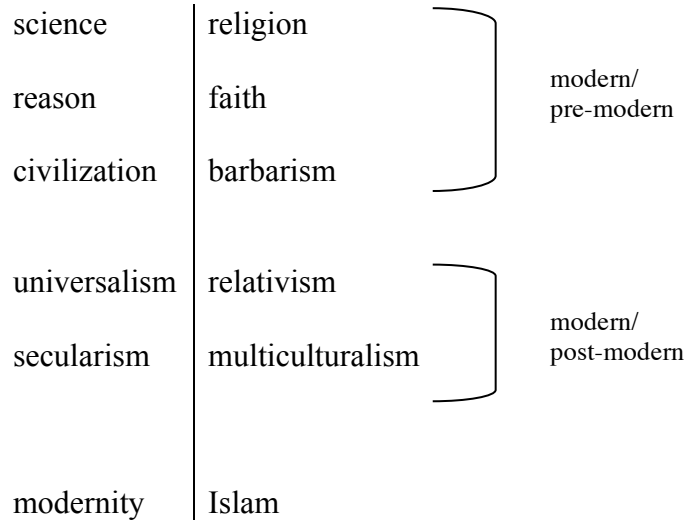 science religion
reason faith
civilization barbarism
modern/
pre-modern
universalism relativism
secularism multiculturalism
modern/
post-modern
modernity Islam